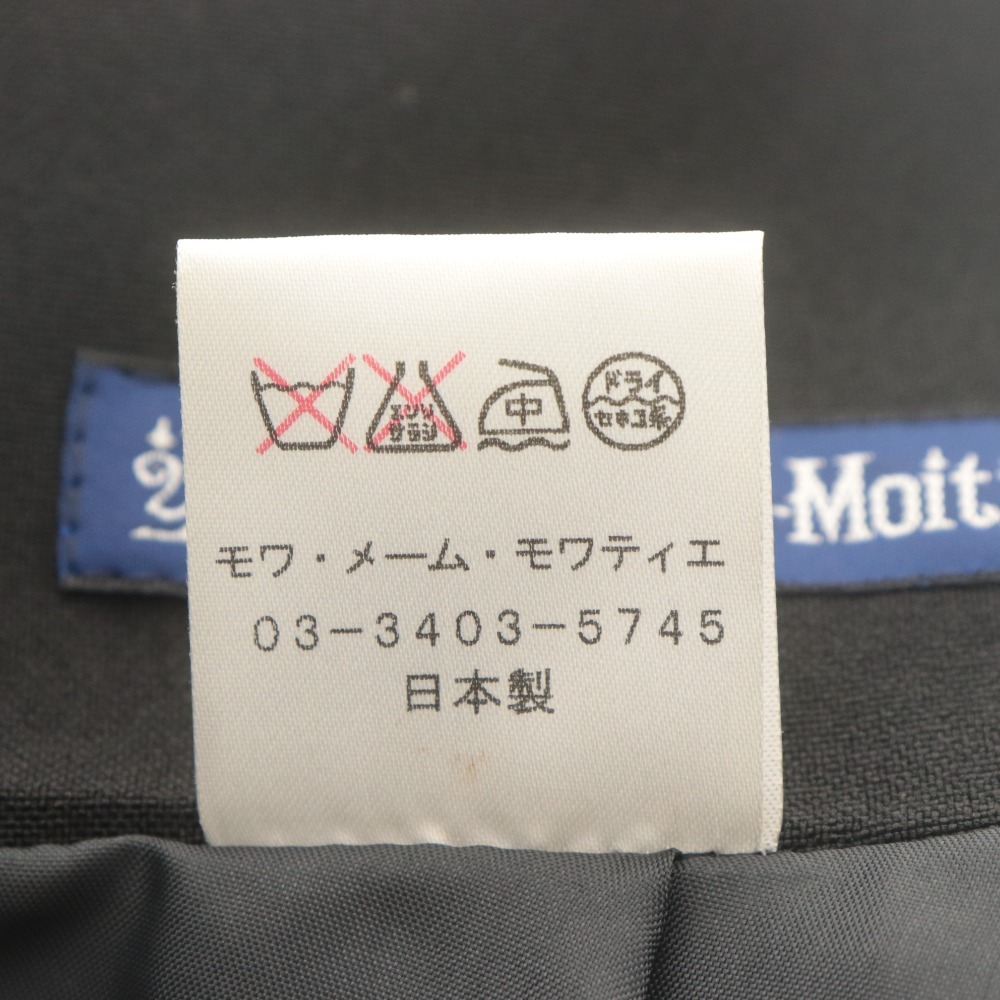 エンソ サラシ
中
ドライ
セキユ系
-Moit
モワ・メーム・モワティエ
03-3403-5745
日本製